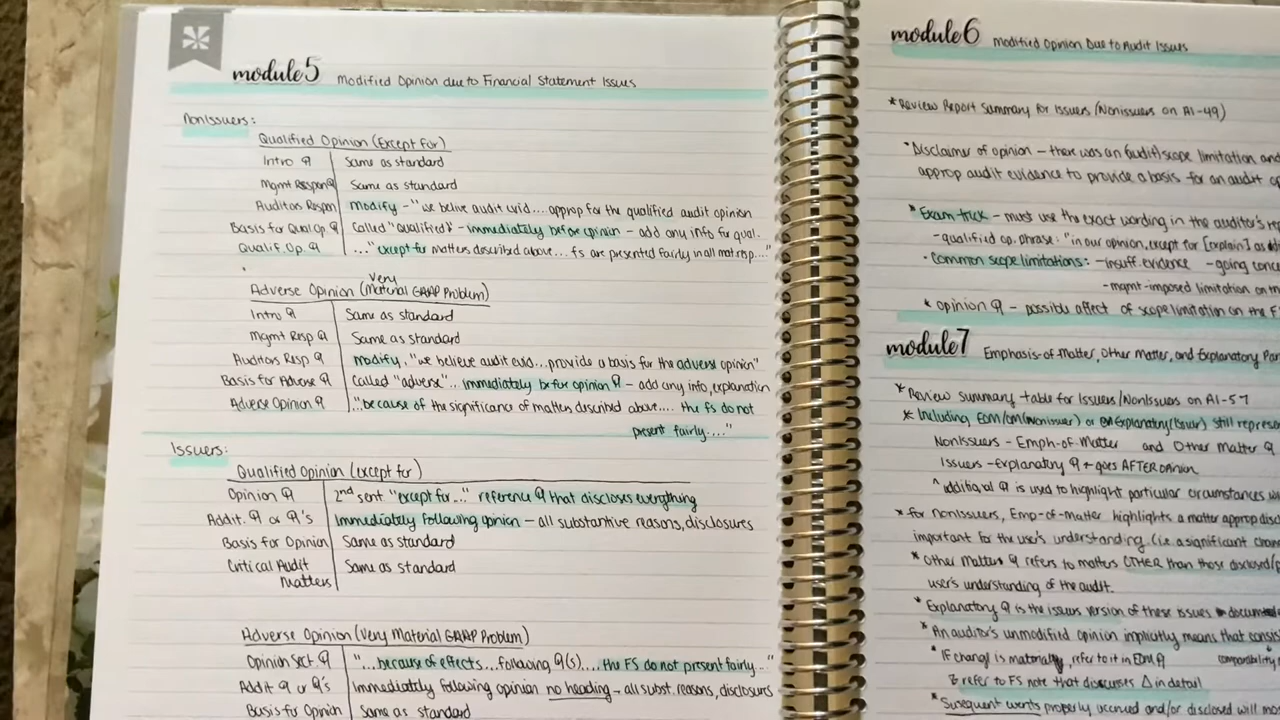 module 5 Modified Opinion due to Financial Statement Issues
NonIssuers:
Qualified Opinion (Except for)
Intro ¶ Same as standard
Mgmt Respon ¶ Same as standard
Auditors Respon modify - "we belive audit evid... approp for the qualified audit opinion
Basis for Qual Op. ¶ Called "Qualified" - immediately before opinion - add any info for qual.
Qualif. Op. ¶ ..."except for matters described above... fs are presented fairly in all mat. resp...."
Very
Adverse Opinion (Material GAAP Problem)
Intro ¶ Same as standard
Mgmt Resp ¶ Same as standard
Auditors Resp ¶ modify. "we believe audit evid... provide a basis for the adverse opinion"
Basis for Adverse ¶ Called "adverse"... immediately before opinion ¶ - add any info, explanation
Adverse Opinion ¶ "...because of the significance of matters described above.... the FS do not
present fairly...."
Issuers:
Qualified Opinion (except for)
Opinion ¶ 2nd sent "except for..." reference ¶ that discloses everything
Addit. ¶ or ¶'s Immediately following opinion - all substantive reasons, disclosures
Basis for Opinion Same as standard
Critical Audit Same as standard
Matters
Adverse Opinion (Very Material GAAP Problem)
Opinion Sect ¶ "...because of effects... following ¶(s).... the FS do not present fairly..."
Addit ¶ or ¶'s Immediately following opinion no heading - all subst. reasons, disclosures
Basis for Opinion Same as standard
module 6 Modified Opinion Due to Audit Issues
*Review Report Summary for Issuers/Nonissuers on A1-49)
*Disclaimer of opinion - there was an (audit) scope limitation and
approp audit evidence to provide a basis for an audit
*Exam trick - must use the exact wording in the auditor's
- qualified op. phrase: "in our opinion, except for [explain] as
• Common scope limitations: - insuff. evidence - going
- mgmt-imposed limitation on
* opinion ¶ - possibly affect of scope limitation on the
module 7 Emphasis-of-Matter, Other Matter, and Explanatory
*Review summary table for Issuers/NonIssuers on A1-57
* Including EOM/OM (nonissuer) or Explanatory (issuer) still
NonIssuers - Emph-of-Matter and Other Matter ¶
Issuers - Explanatory ¶ + goes AFTER opinion
^ additional ¶ is used to highlight particular circumstances
*For nonissuers, Emp-of-Matter highlights a matter approp
important for the user's understanding. (i.e. a significant
* Other Matters ¶ refers to matters OTHER than those
user's understanding of the audit.
*Explanatory ¶ is the issuers version of these issues
*An auditor's unmodified opinion implicitly means that
*If change is material, refer to it in EOM ¶ comparability
& refer to FS note that discusses Δ in detail
*Subsequent events properly accrued and/or disclosed will